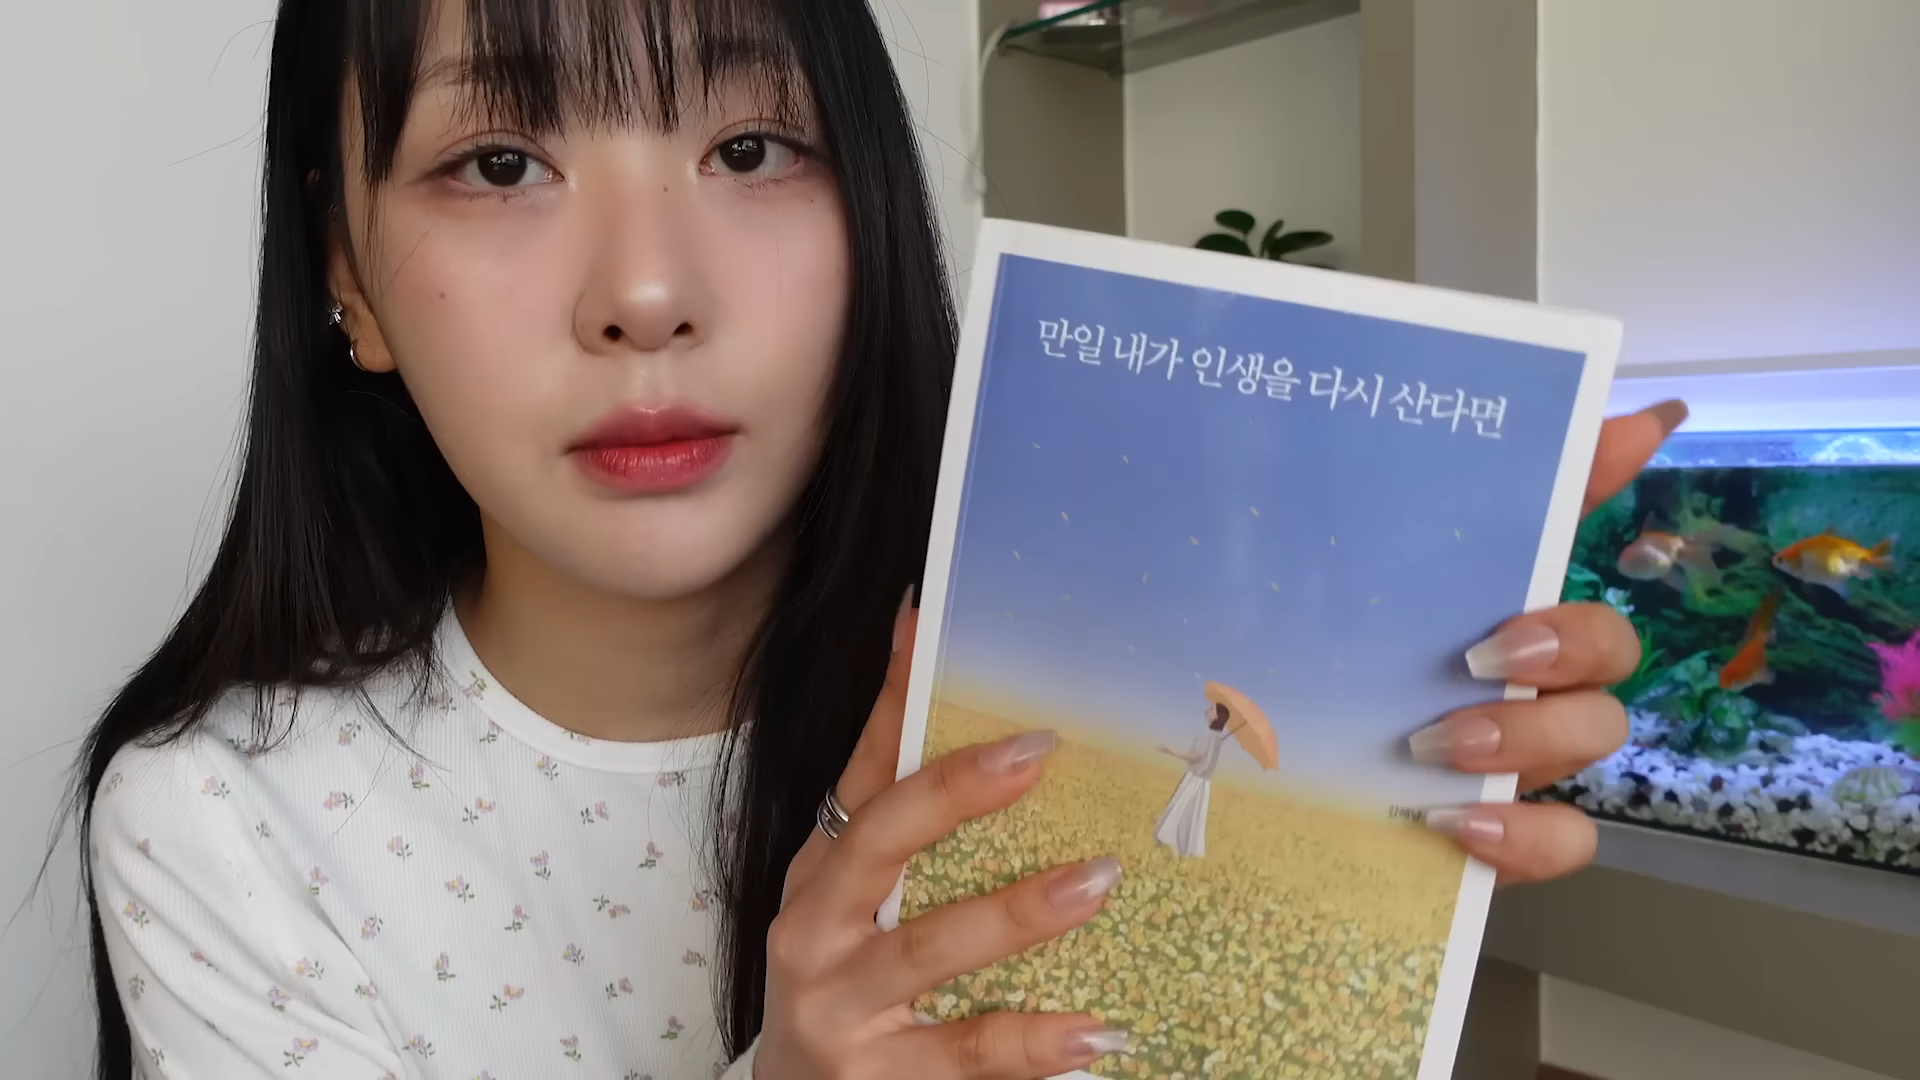 만일 내가 인생을 다시 산다면